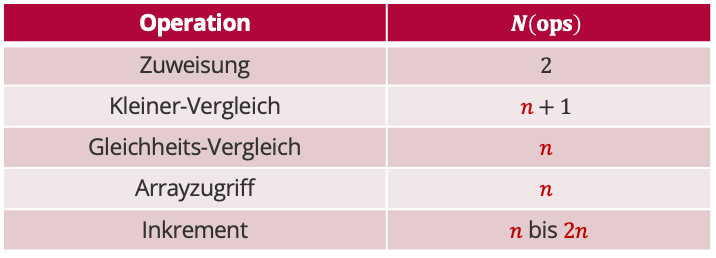 Operation N(ops)
Zuweisung 2
Kleiner-Vergleich n + 1
Gleichheits-Vergleich n
Arrayzugriff n
Inkrement n bis 2n